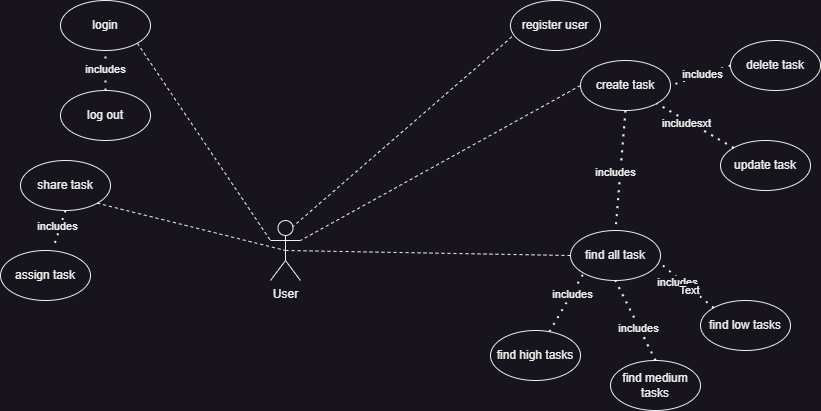 login
register user
delete task
includes
includes
create task
log out
includesxt
update task
includes
share task
includes
find all task
assign task
includes
Text
User
includes
find low tasks
includes
find high tasks
find medium
tasks